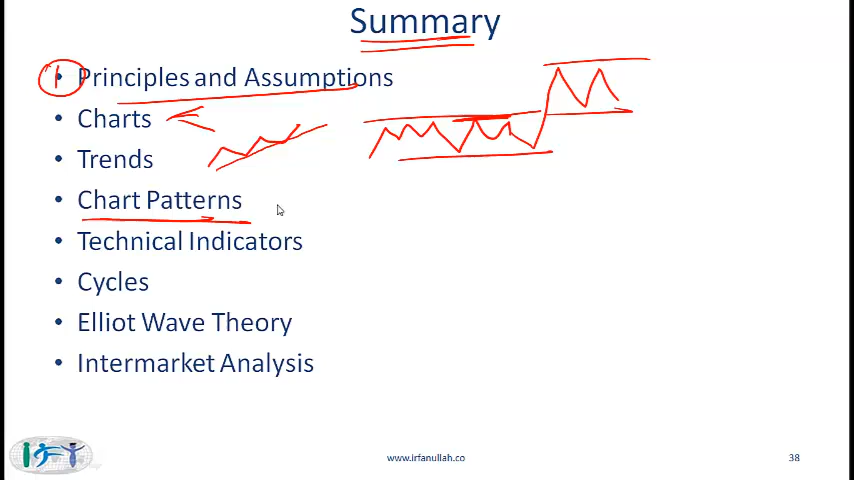 Summary
• Principles and Assumptions
• Charts
• Trends
• Chart Patterns
• Technical Indicators
• Cycles
• Elliot Wave Theory
• Intermarket Analysis
IFT
www.irfanullah.co
38